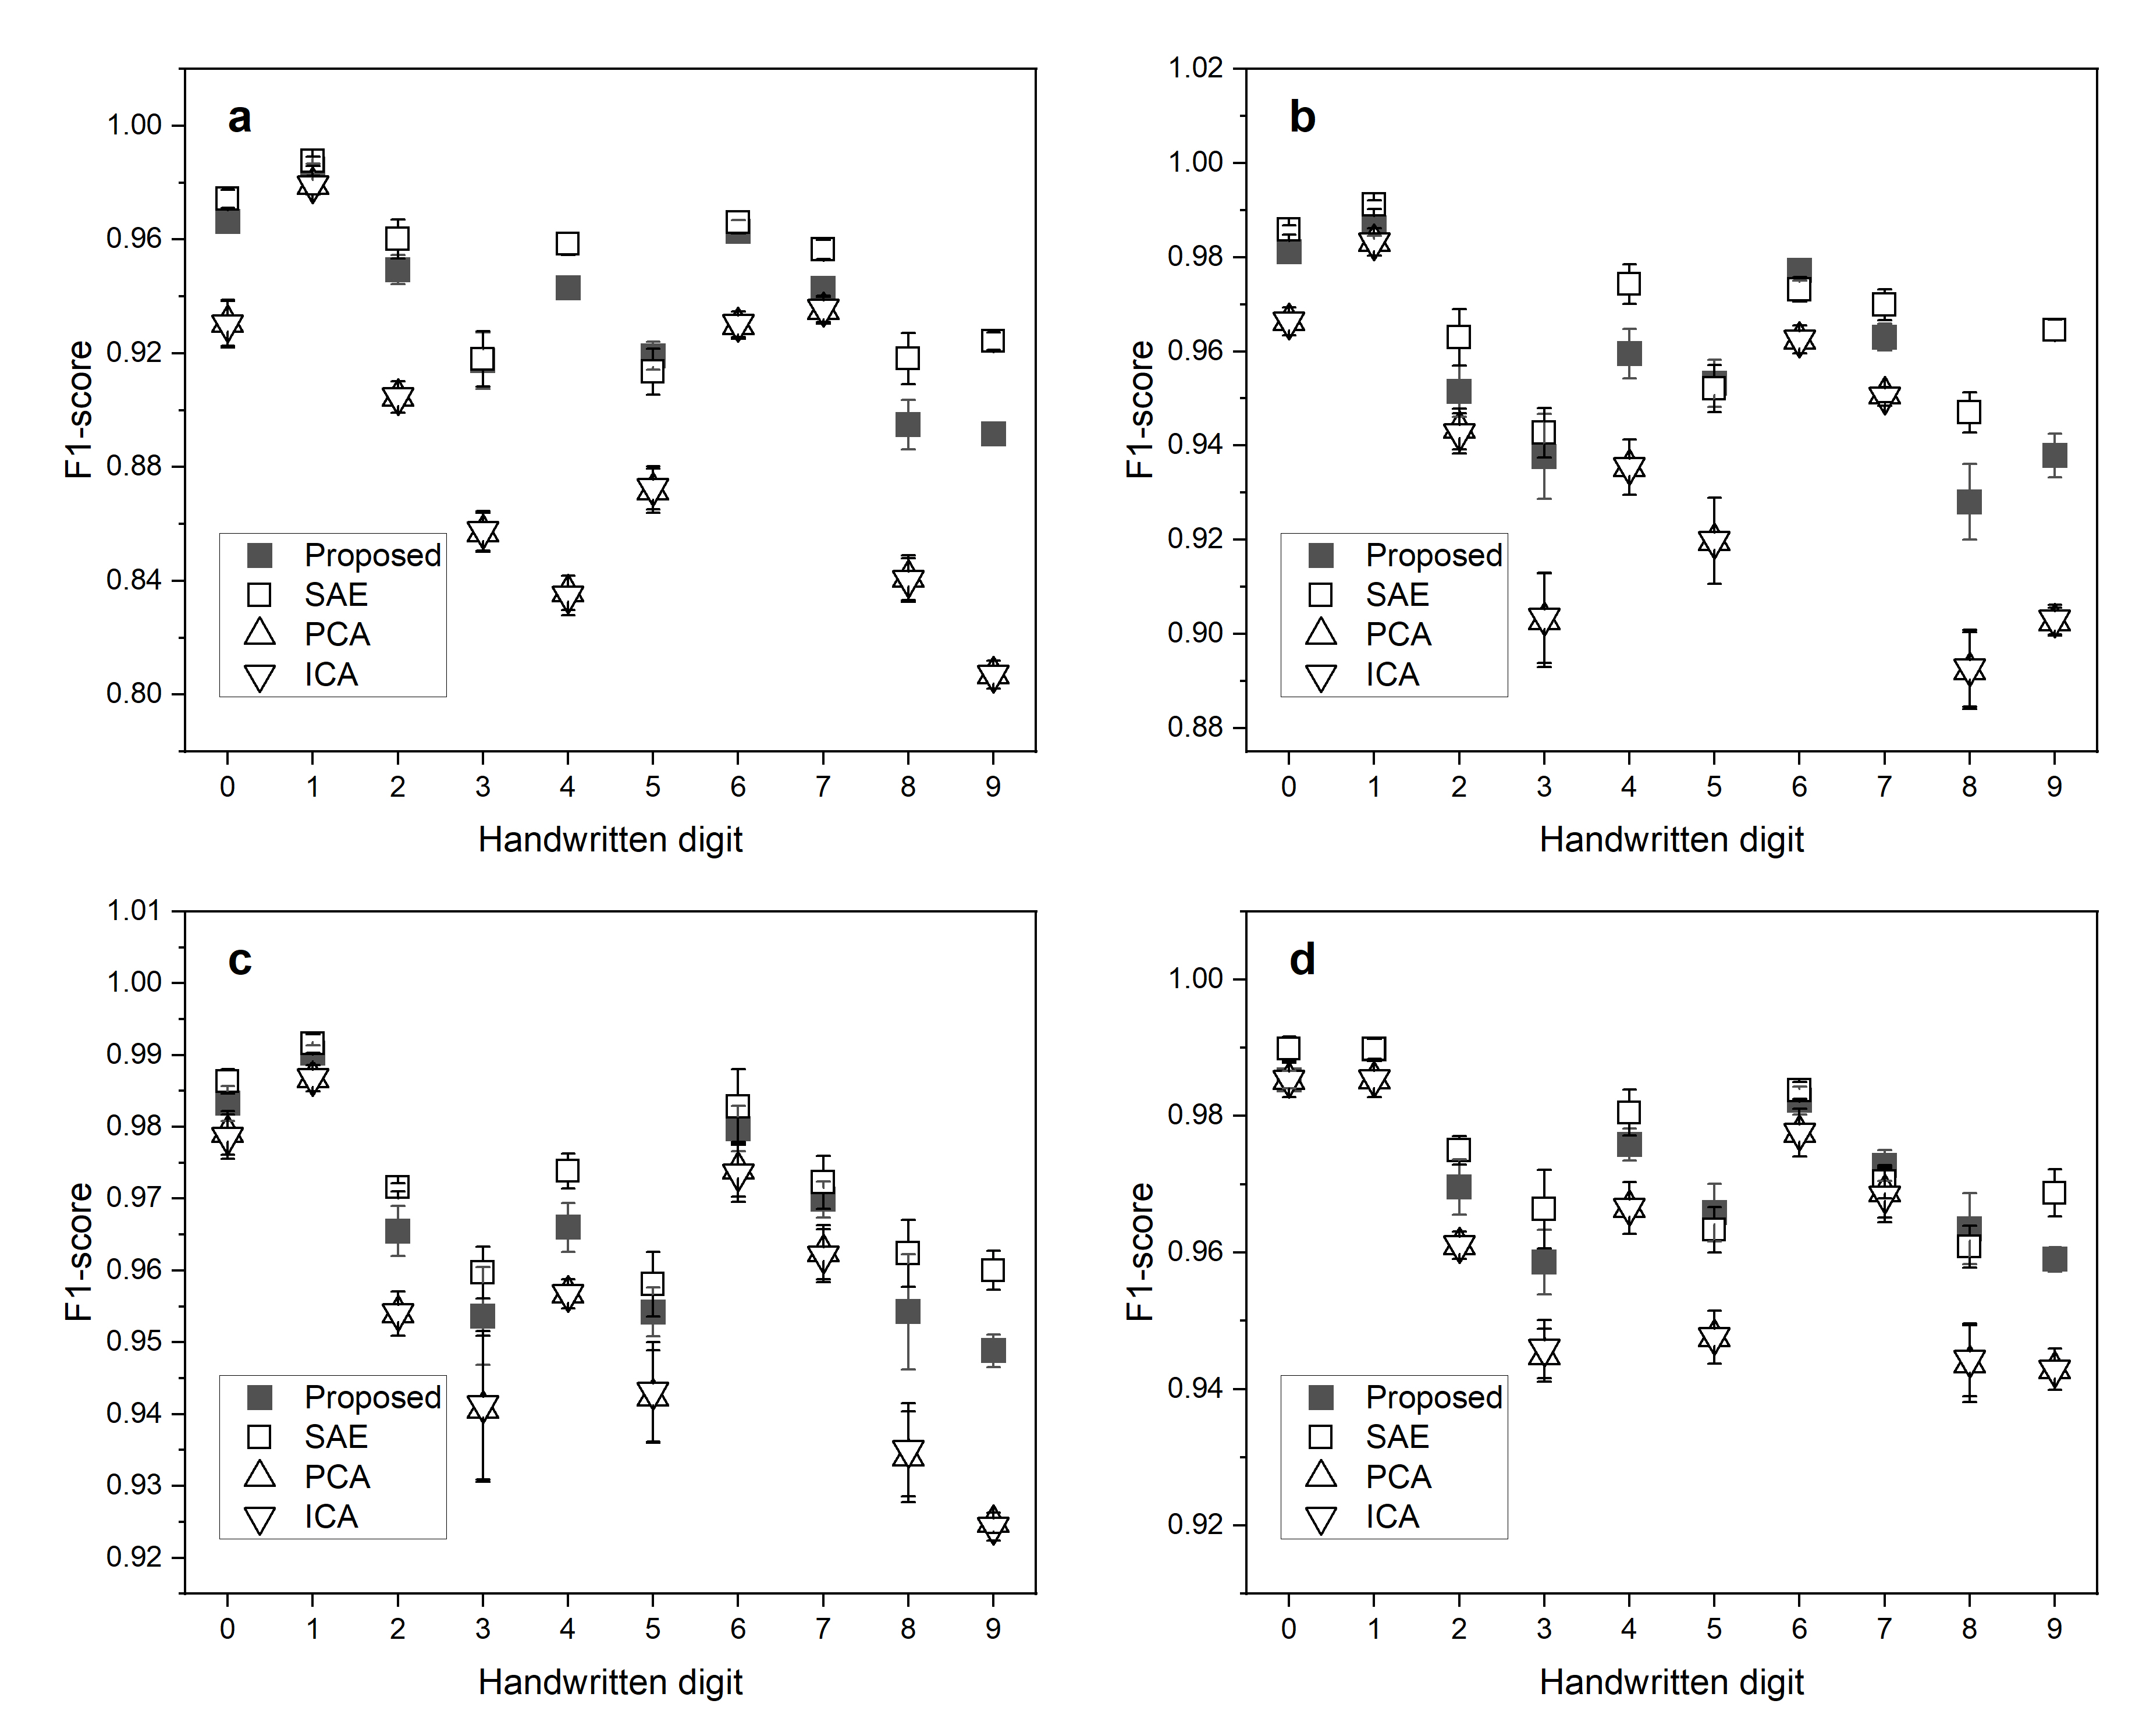 a
1.00
0.96
0.92
0.88
0.84
0.80
F1-score
Proposed
SAE
PCA
ICA
0 1 2 3 4 5 6 7 8 9
Handwritten digit
b
1.02
1.00
0.98
0.96
0.94
0.92
0.90
0.88
F1-score
Proposed
SAE
PCA
ICA
0 1 2 3 4 5 6 7 8 9
Handwritten digit
c
1.01
1.00
0.99
0.98
0.97
0.96
0.95
0.94
0.93
0.92
F1-score
Proposed
SAE
PCA
ICA
0 1 2 3 4 5 6 7 8 9
Handwritten digit
d
1.00
0.98
0.96
0.94
0.92
F1-score
Proposed
SAE
PCA
ICA
0 1 2 3 4 5 6 7 8 9
Handwritten digit